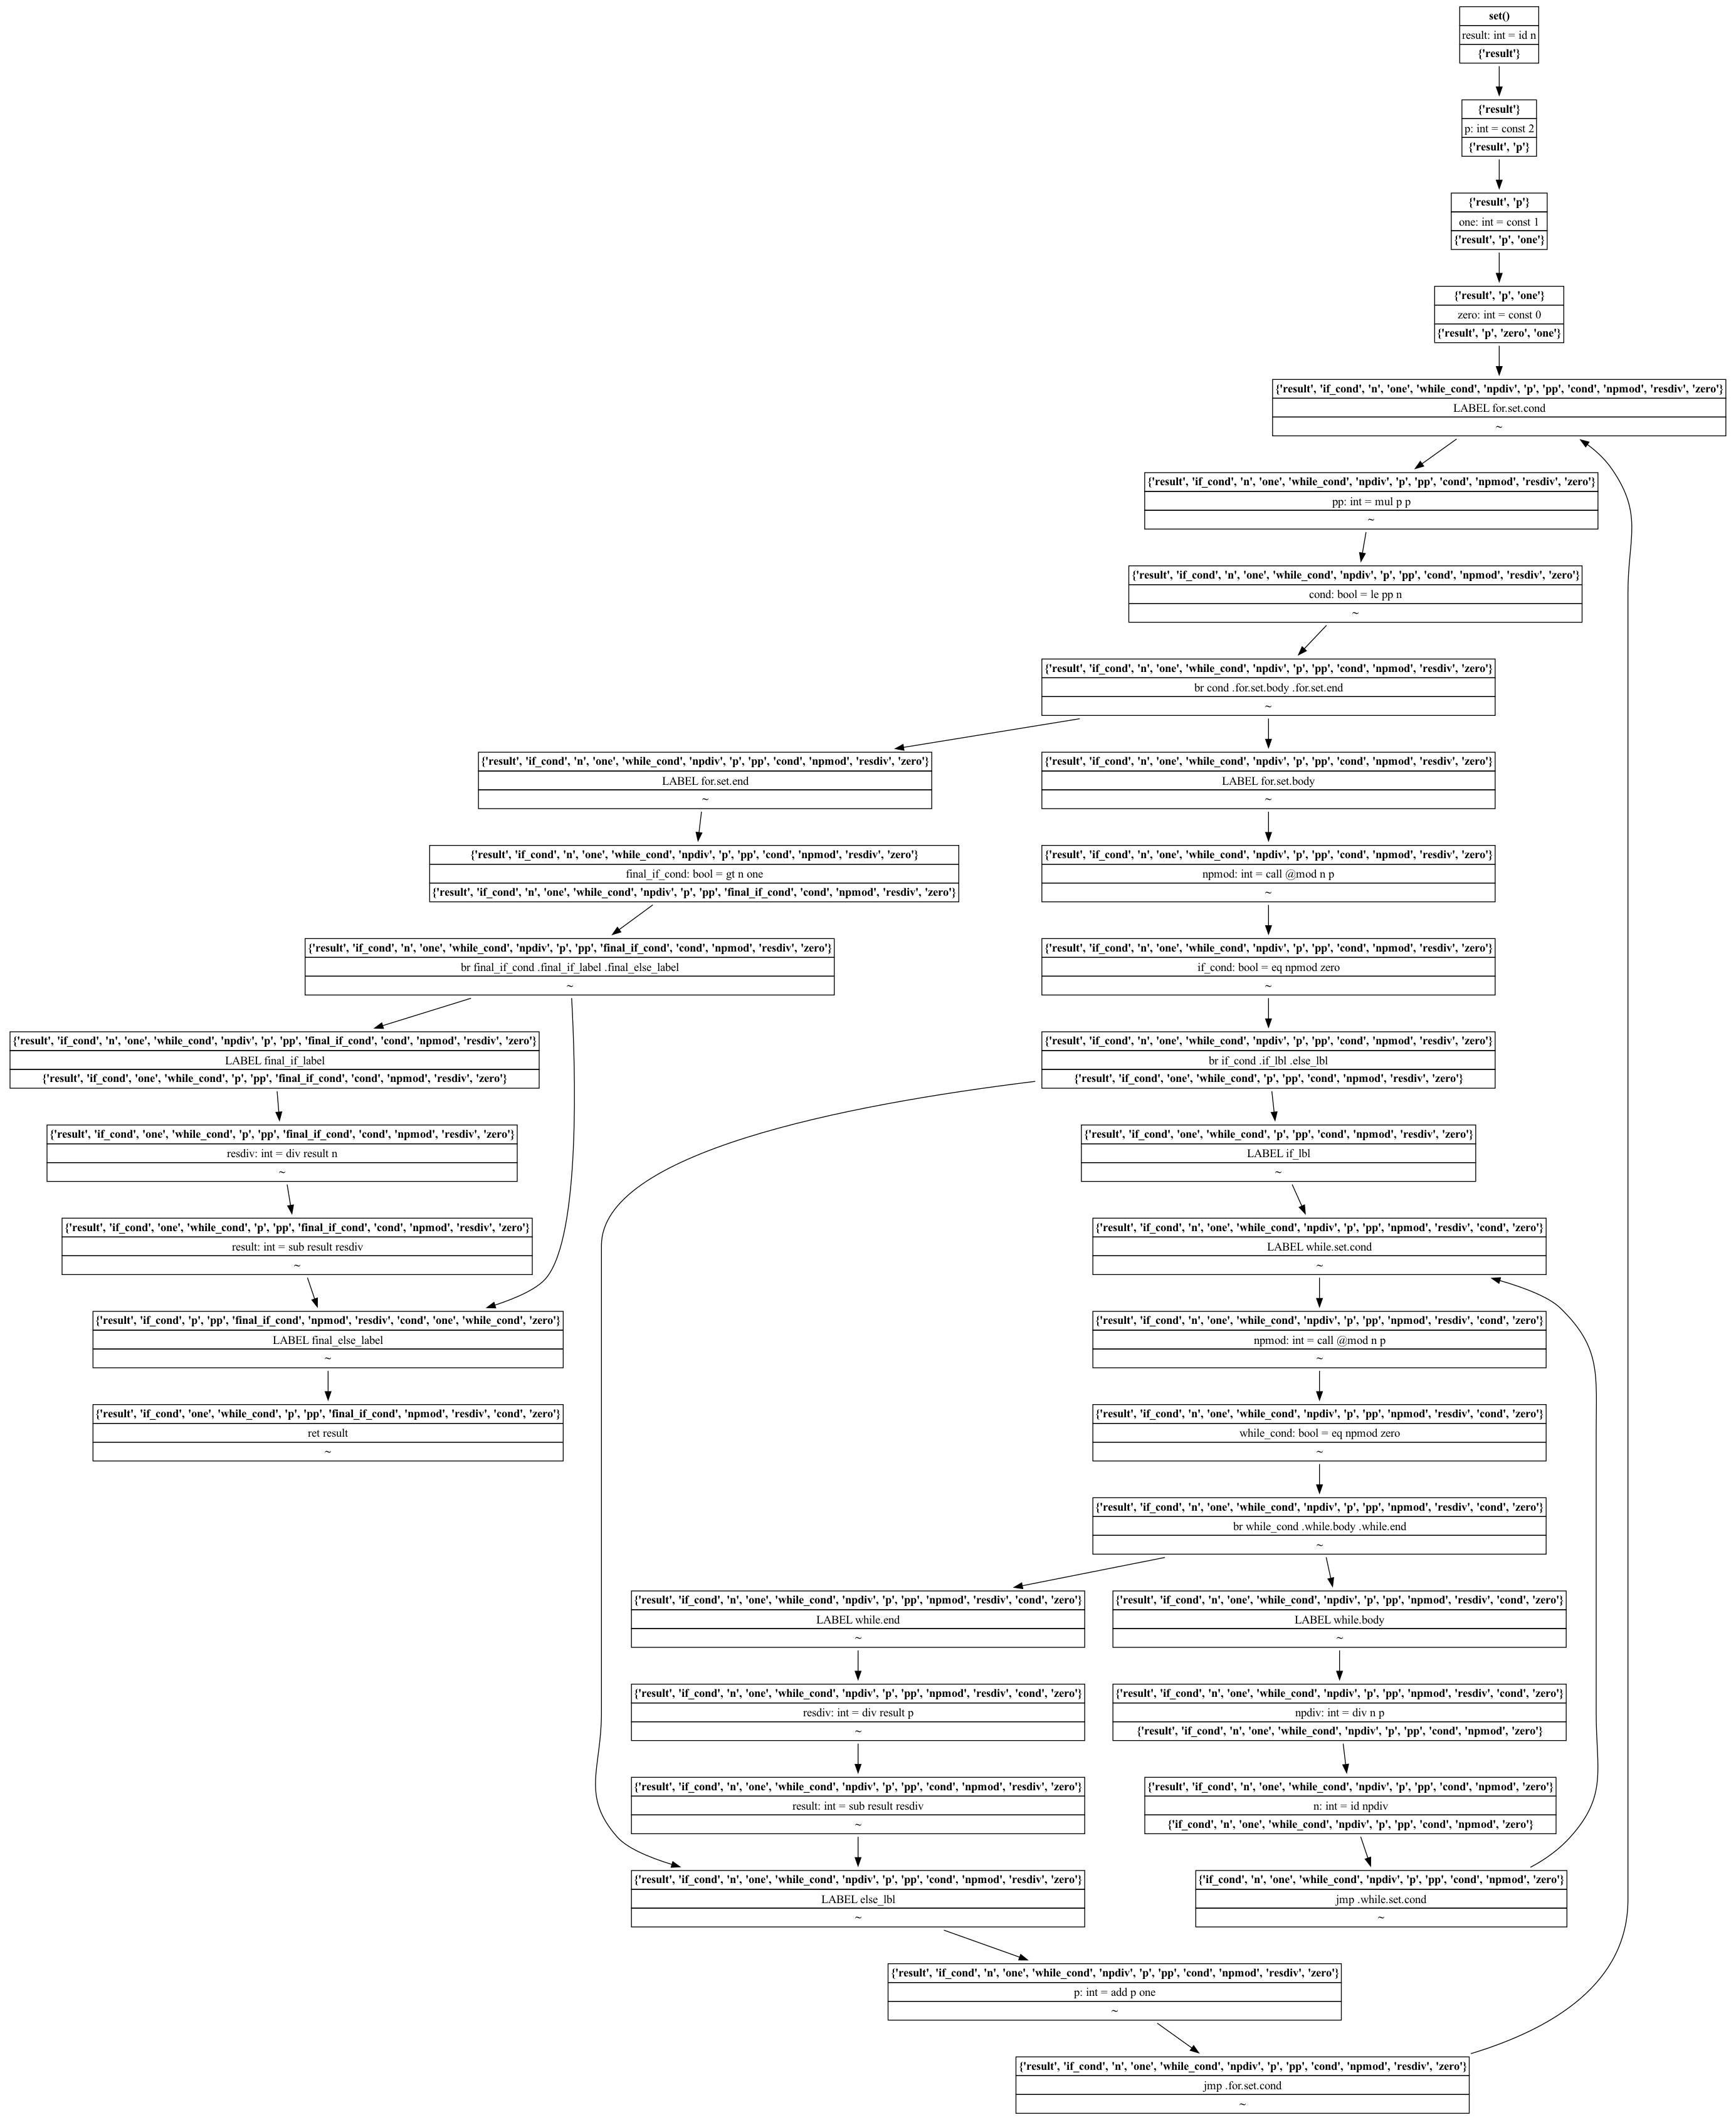 set()
result: int = id n
{'result'}
{'result'}
p: int = const 2
{'result', 'p'}
{'result', 'p'}
one: int = const 1
{'result', 'p', 'one'}
{'result', 'p', 'one'}
zero: int = const 0
{'result', 'p', 'zero', 'one'}
{'result', 'if_cond', 'n', 'one', 'while_cond', 'npdiv', 'p', 'pp', 'cond', 'npmod', 'resdiv', 'zero'}
LABEL for.set.cond
~
{'result', 'if_cond', 'n', 'one', 'while_cond', 'npdiv', 'p', 'pp', 'cond', 'npmod', 'resdiv', 'zero'}
pp: int = mul p p
~
{'result', 'if_cond', 'n', 'one', 'while_cond', 'npdiv', 'p', 'pp', 'cond', 'npmod', 'resdiv', 'zero'}
cond: bool = le pp n
~
{'result', 'if_cond', 'n', 'one', 'while_cond', 'npdiv', 'p', 'pp', 'cond', 'npmod', 'resdiv', 'zero'}
br cond .for.set.body .for.set.end
~
{'result', 'if_cond', 'n', 'one', 'while_cond', 'npdiv', 'p', 'pp', 'cond', 'npmod', 'resdiv', 'zero'}
LABEL for.set.end
~
{'result', 'if_cond', 'n', 'one', 'while_cond', 'npdiv', 'p', 'pp', 'cond', 'npmod', 'resdiv', 'zero'}
final_if_cond: bool = gt n one
{'result', 'if_cond', 'n', 'one', 'while_cond', 'npdiv', 'p', 'pp', 'final_if_cond', 'cond', 'npmod', 'resdiv', 'zero'}
{'result', 'if_cond', 'n', 'one', 'while_cond', 'npdiv', 'p', 'pp', 'final_if_cond', 'cond', 'npmod', 'resdiv', 'zero'}
br final_if_cond .final_if_label .final_else_label
~
{'result', 'if_cond', 'n', 'one', 'while_cond', 'npdiv', 'p', 'pp', 'final_if_cond', 'cond', 'npmod', 'resdiv', 'zero'}
LABEL final_if_label
{'result', 'if_cond', 'one', 'while_cond', 'p', 'pp', 'final_if_cond', 'cond', 'npmod', 'resdiv', 'zero'}
{'result', 'if_cond', 'one', 'while_cond', 'p', 'pp', 'final_if_cond', 'cond', 'npmod', 'resdiv', 'zero'}
resdiv: int = div result n
~
{'result', 'if_cond', 'one', 'while_cond', 'p', 'pp', 'final_if_cond', 'cond', 'npmod', 'resdiv', 'zero'}
result: int = sub result resdiv
~
{'result', 'if_cond', 'p', 'pp', 'final_if_cond', 'npmod', 'resdiv', 'cond', 'one', 'while_cond', 'zero'}
LABEL final_else_label
~
{'result', 'if_cond', 'one', 'while_cond', 'p', 'pp', 'final_if_cond', 'npmod', 'resdiv', 'cond', 'zero'}
ret result
~
{'result', 'if_cond', 'n', 'one', 'while_cond', 'npdiv', 'p', 'pp', 'cond', 'npmod', 'resdiv', 'zero'}
LABEL for.set.body
~
{'result', 'if_cond', 'n', 'one', 'while_cond', 'npdiv', 'p', 'pp', 'cond', 'npmod', 'resdiv', 'zero'}
npmod: int = call @mod n p
~
{'result', 'if_cond', 'n', 'one', 'while_cond', 'npdiv', 'p', 'pp', 'cond', 'npmod', 'resdiv', 'zero'}
if_cond: bool = eq npmod zero
~
{'result', 'if_cond', 'n', 'one', 'while_cond', 'npdiv', 'p', 'pp', 'cond', 'npmod', 'resdiv', 'zero'}
br if_cond .if_lbl .else_lbl
{'result', 'if_cond', 'one', 'while_cond', 'p', 'pp', 'cond', 'npmod', 'resdiv', 'zero'}
{'result', 'if_cond', 'one', 'while_cond', 'p', 'pp', 'cond', 'npmod', 'resdiv', 'zero'}
LABEL if_lbl
~
{'result', 'if_cond', 'n', 'one', 'while_cond', 'npdiv', 'p', 'pp', 'npmod', 'resdiv', 'cond', 'zero'}
LABEL while.set.cond
~
{'result', 'if_cond', 'n', 'one', 'while_cond', 'npdiv', 'p', 'pp', 'npmod', 'resdiv', 'cond', 'zero'}
npmod: int = call @mod n p
~
{'result', 'if_cond', 'n', 'one', 'while_cond', 'npdiv', 'p', 'pp', 'npmod', 'resdiv', 'cond', 'zero'}
while_cond: bool = eq npmod zero
~
{'result', 'if_cond', 'n', 'one', 'while_cond', 'npdiv', 'p', 'pp', 'npmod', 'resdiv', 'cond', 'zero'}
br while_cond .while.body .while.end
~
{'result', 'if_cond', 'n', 'one', 'while_cond', 'npdiv', 'p', 'pp', 'npmod', 'resdiv', 'cond', 'zero'}
LABEL while.end
~
{'result', 'if_cond', 'n', 'one', 'while_cond', 'npdiv', 'p', 'pp', 'npmod', 'resdiv', 'cond', 'zero'}
resdiv: int = div result p
~
{'result', 'if_cond', 'n', 'one', 'while_cond', 'npdiv', 'p', 'pp', 'cond', 'npmod', 'resdiv', 'zero'}
result: int = sub result resdiv
~
{'result', 'if_cond', 'n', 'one', 'while_cond', 'npdiv', 'p', 'pp', 'cond', 'npmod', 'resdiv', 'zero'}
LABEL else_lbl
~
{'result', 'if_cond', 'n', 'one', 'while_cond', 'npdiv', 'p', 'pp', 'npmod', 'resdiv', 'cond', 'zero'}
LABEL while.body
~
{'result', 'if_cond', 'n', 'one', 'while_cond', 'npdiv', 'p', 'pp', 'npmod', 'resdiv', 'cond', 'zero'}
npdiv: int = div n p
{'result', 'if_cond', 'n', 'one', 'while_cond', 'npdiv', 'p', 'pp', 'cond', 'npmod', 'zero'}
{'result', 'if_cond', 'n', 'one', 'while_cond', 'npdiv', 'p', 'pp', 'cond', 'npmod', 'zero'}
n: int = id npdiv
{'if_cond', 'n', 'one', 'while_cond', 'npdiv', 'p', 'pp', 'cond', 'npmod', 'zero'}
{'if_cond', 'n', 'one', 'while_cond', 'npdiv', 'p', 'pp', 'cond', 'npmod', 'zero'}
jmp .while.set.cond
~
{'result', 'if_cond', 'n', 'one', 'while_cond', 'npdiv', 'p', 'pp', 'cond', 'npmod', 'resdiv', 'zero'}
p: int = add p one
~
{'result', 'if_cond', 'n', 'one', 'while_cond', 'npdiv', 'p', 'pp', 'cond', 'npmod', 'resdiv', 'zero'}
jmp .for.set.cond
~